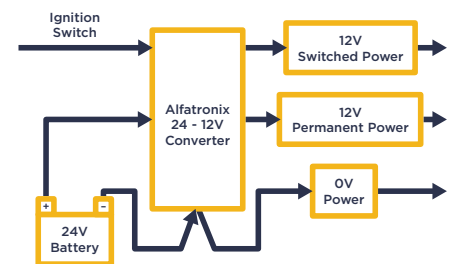 Ignition
Switch
12V
Switched Power
Alfatronix
24 - 12V
Converter
12V
Permanent Power
0V
Power
+
-
24V
Battery